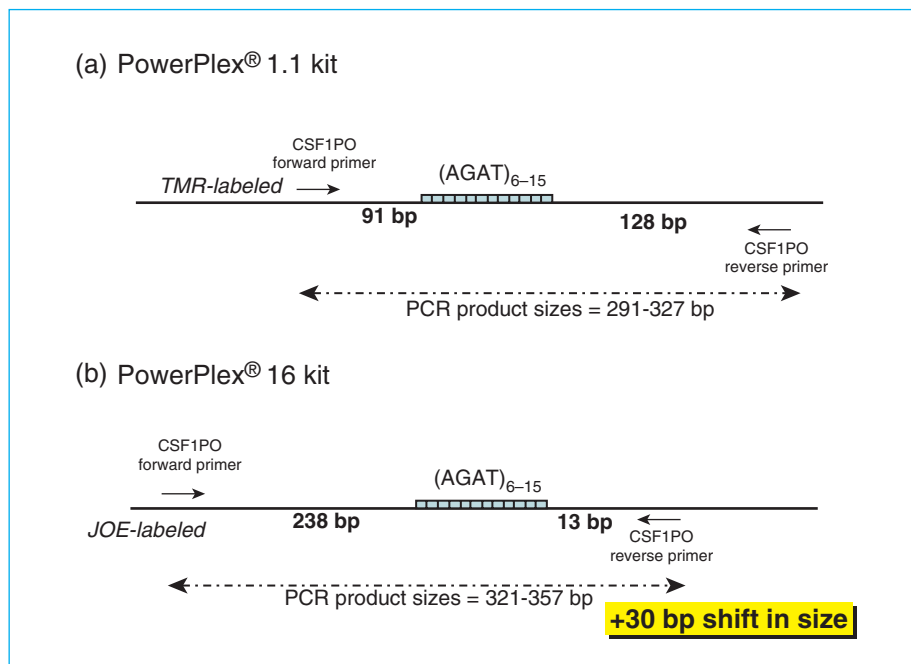 (a) PowerPlex® 1.1 kit
CSF1PO
forward primer
(AGAT)6–15
TMR-labeled
91 bp
128 bp
CSF1PO
reverse primer
PCR product sizes = 291-327 bp
(b) PowerPlex® 16 kit
CSF1PO
forward primer
(AGAT)6–15
JOE-labeled
238 bp
13 bp
CSF1PO
reverse primer
PCR product sizes = 321-357 bp
+30 bp shift in size